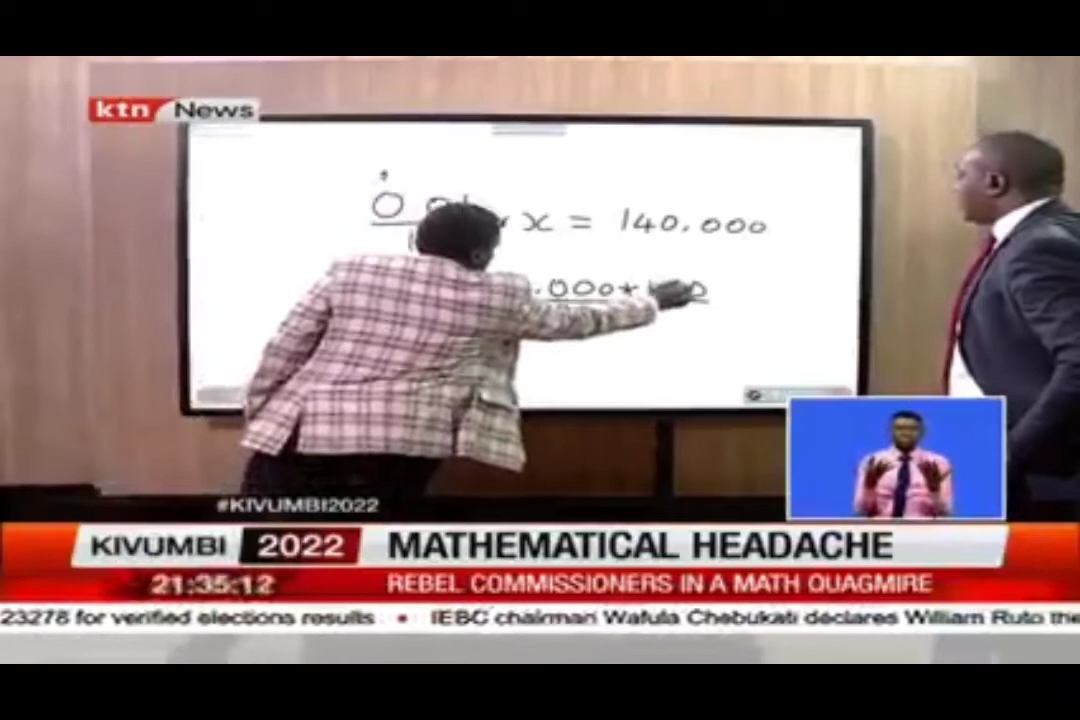 ktn News
x = 140.000
.000*
#KIVUMBI2022
KIVUMBI 2022 MATHEMATICAL HEADACHE
21:35:12 REBEL COMMISSIONERS IN A MATH QUAGMIRE
23278 for verified elections results • IEBC chairman Wafula Chebukati declares William Ruto the